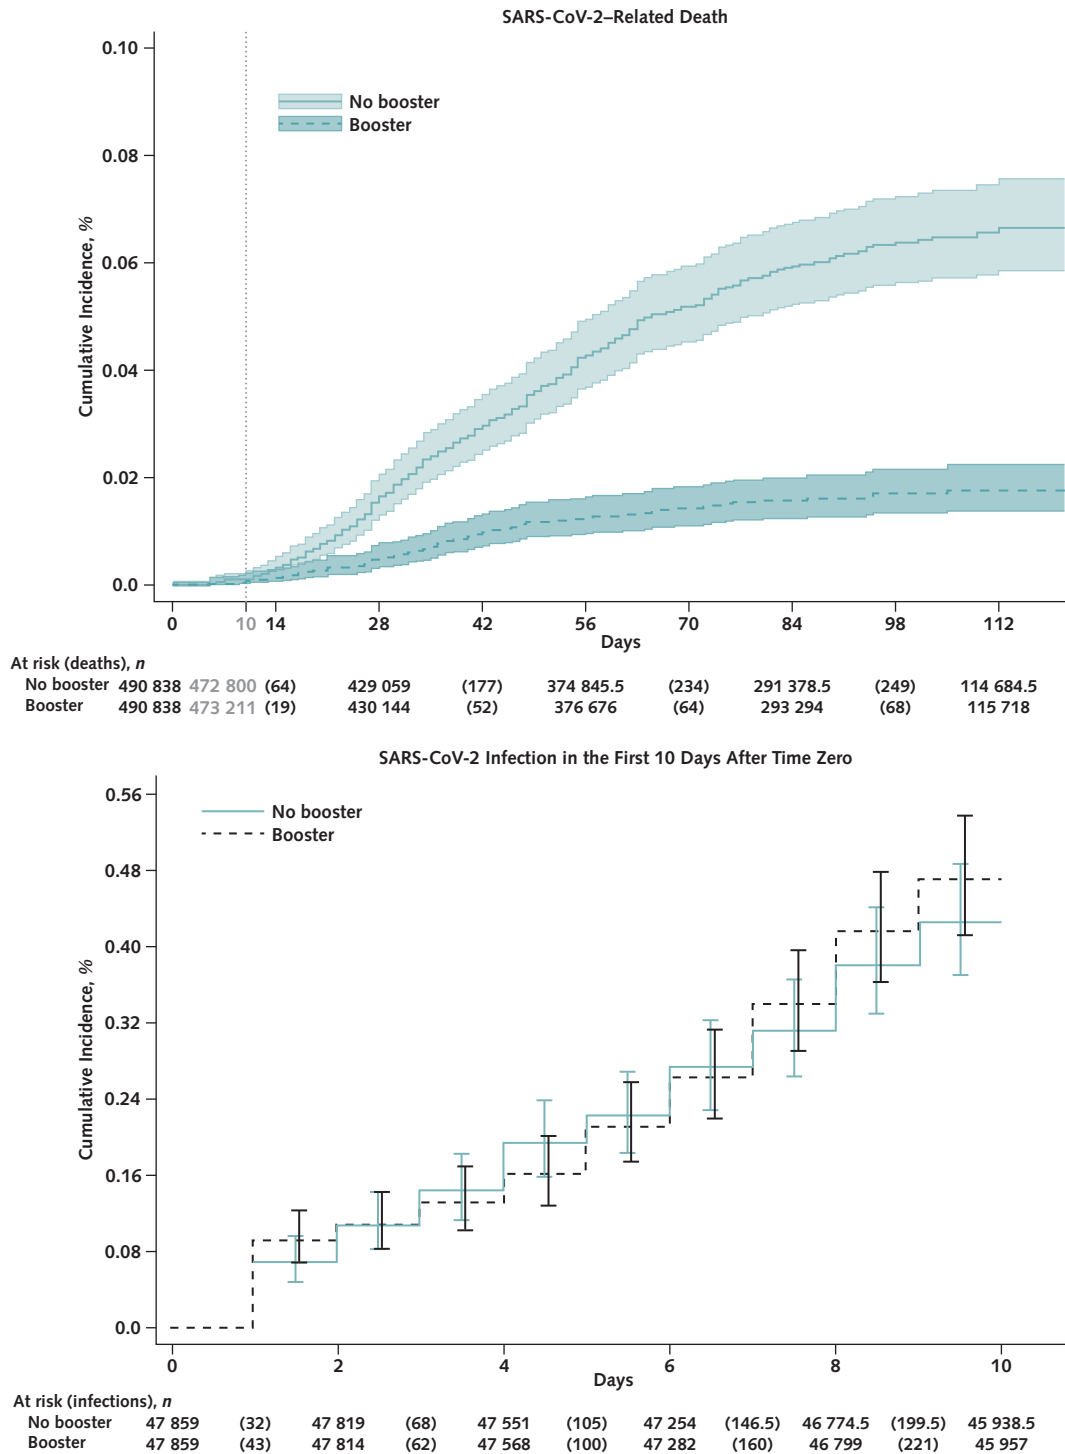 SARS-CoV-2–Related Death
0.10
0.08
0.06
0.04
0.02
0.0
Cumulative Incidence, %
No booster
Booster
0 10 14 28 42 56 70 84 98 112
Days
At risk (deaths), n
No booster 490 838 472 800 (64) 429 059 (177) 374 845.5 (234) 291 378.5 (249) 114 684.5
Booster 490 838 473 211 (19) 430 144 (52) 376 676 (64) 293 294 (68) 115 718
SARS-CoV-2 Infection in the First 10 Days After Time Zero
0.56
0.48
0.40
0.32
0.24
0.16
0.08
0.0
Cumulative Incidence, %
No booster
Booster
0 2 4 6 8 10
Days
At risk (infections), n
No booster 47 859 (32) 47 819 (68) 47 551 (105) 47 254 (146.5) 46 774.5 (199.5) 45 938.5
Booster 47 859 (43) 47 814 (62) 47 568 (100) 47 282 (160) 46 799 (221) 45 957